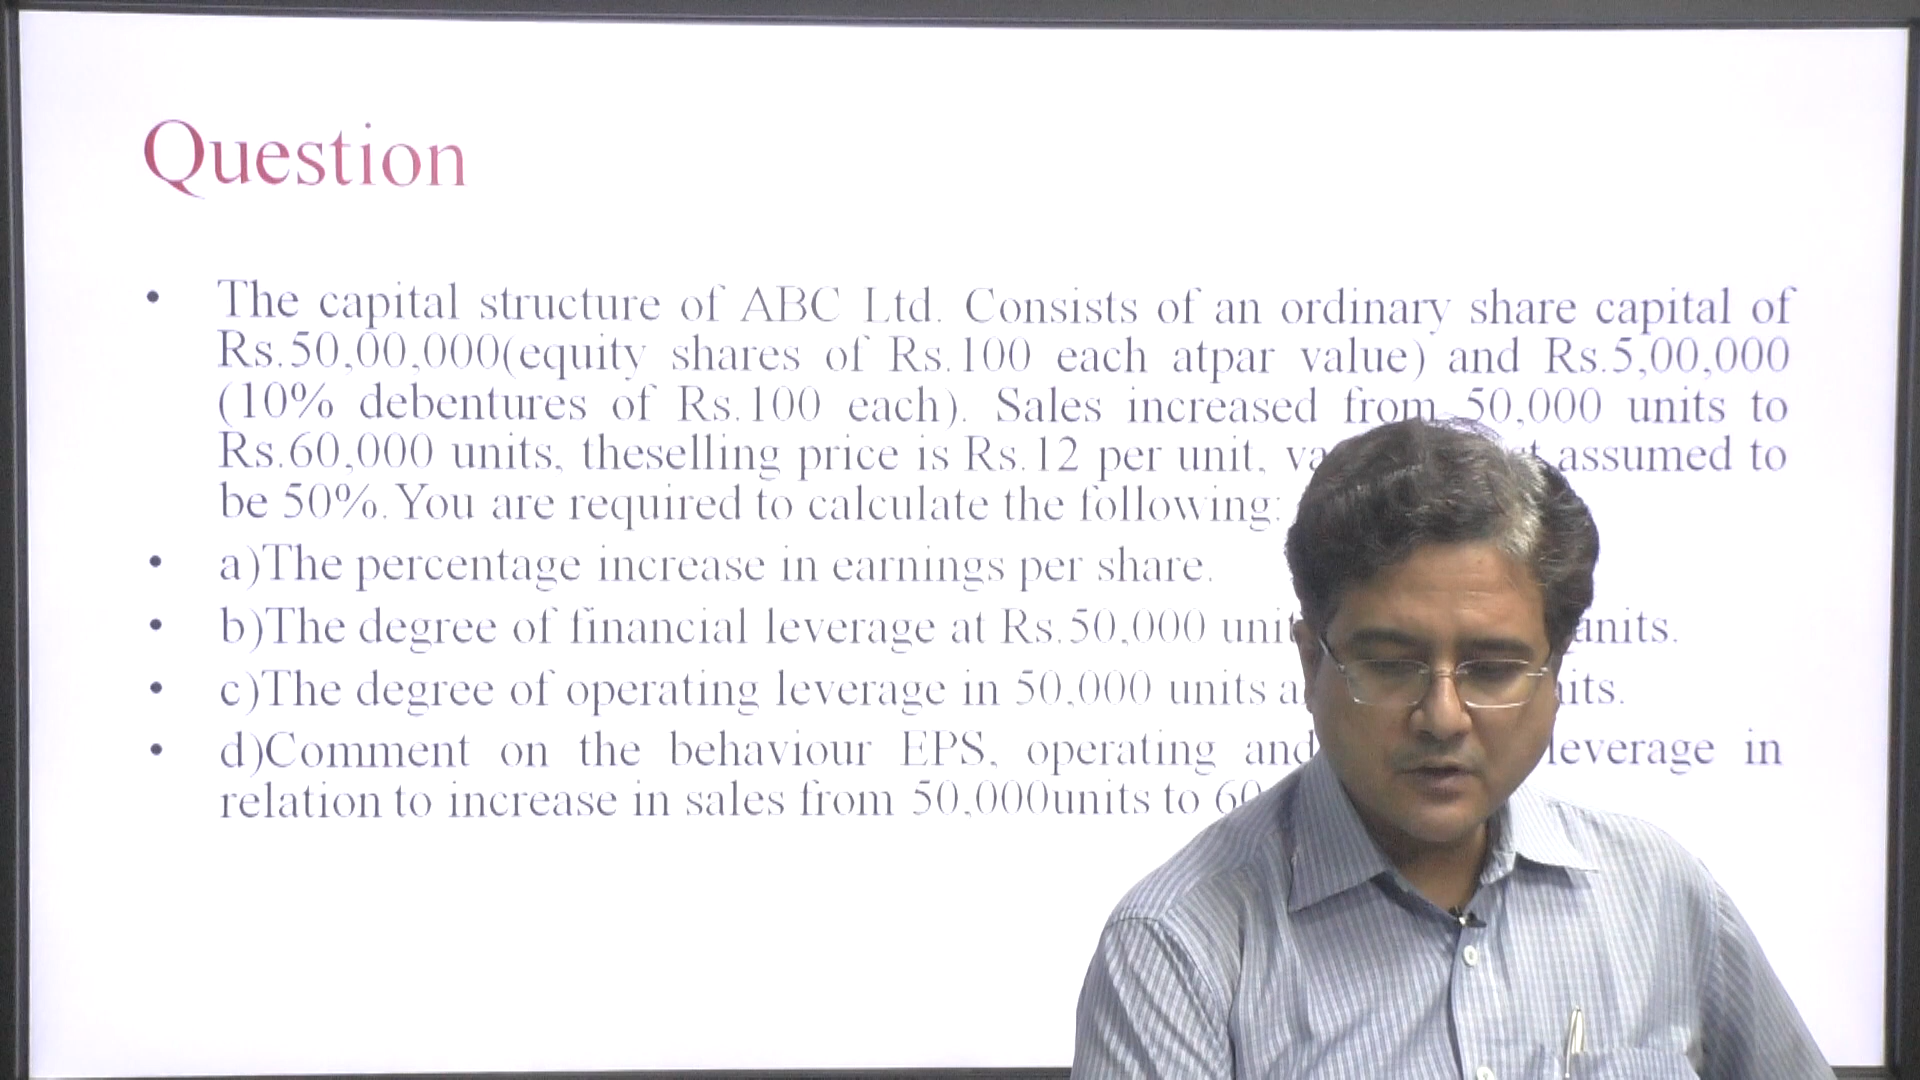 Question
• The capital structure of ABC Ltd. Consists of an ordinary share capital of
Rs.50,00,000(equity shares of Rs.100 each atpar value) and Rs.5,00,000
(10% debentures of Rs.100 each). Sales increased from 50,000 units to
Rs.60,000 units, theselling price is Rs.12 per unit, assumed to
be 50%.You are required to calculate the following:
• a)The percentage increase in earnings per share.
• b)The degree of financial leverage at Rs.50,000 units.
• c)The degree of operating leverage in 50,000 units
• d)Comment on the behaviour EPS, operating and leverage in
relation to increase in sales from 50,000units to